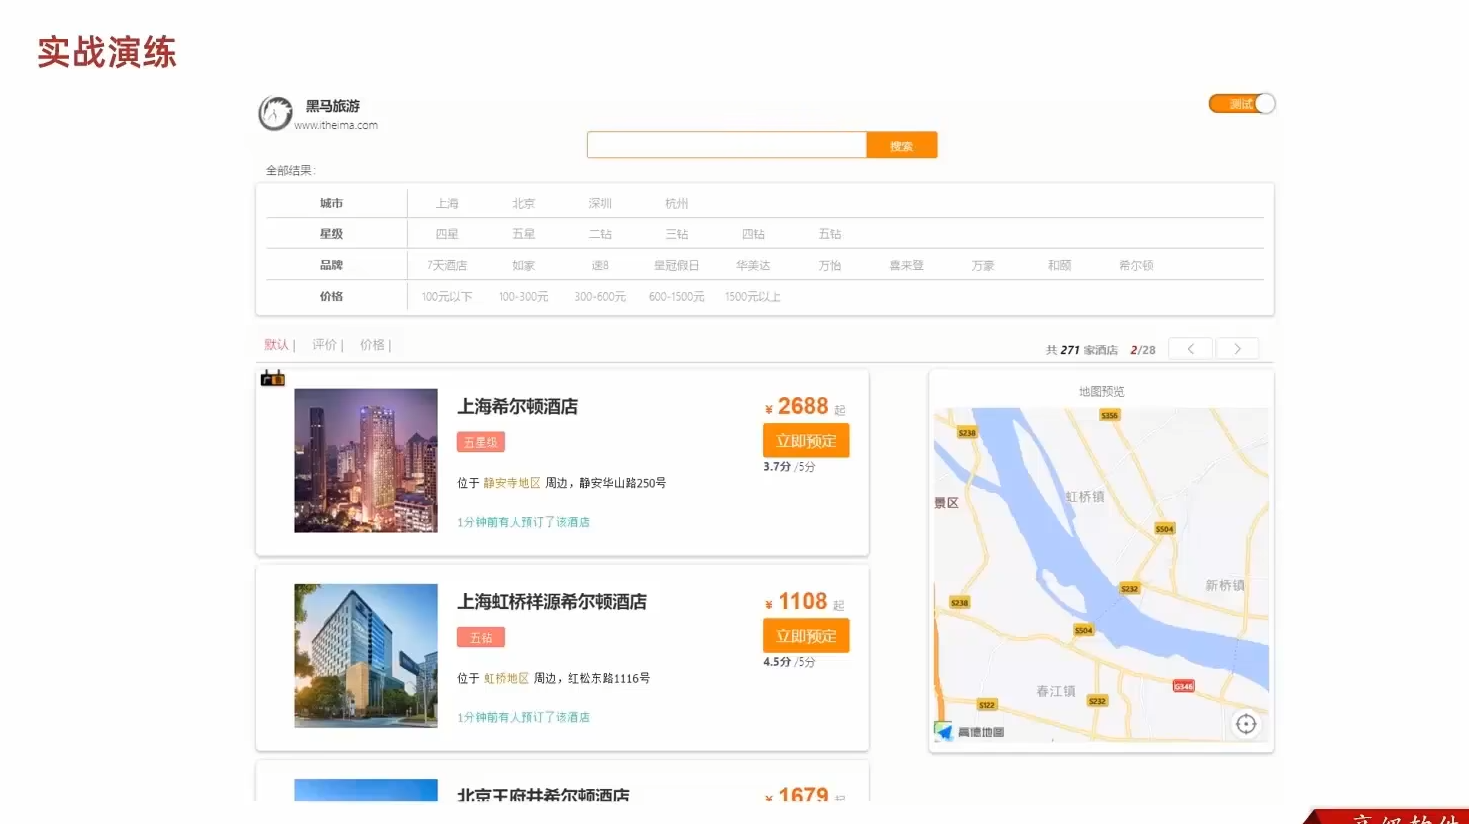 实战演练
黑马旅游
www.itheima.com
测试
搜索
全部结果:
城市 上海 北京 深圳 杭州
星级 四星 五星 二钻 三钻 四钻 五钻
品牌 7天酒店 如家 速8 皇冠假日 华美达 万怡 喜来登 万豪 和颐 希尔顿
价格 100元以下 100-300元 300-600元 600-1500元 1500元以上
默认 | 评价 | 价格 |
共 271 家酒店 2/28
上海希尔顿酒店
五星级
位于 静安寺地区 周边，静安华山路250号
1分钟前有人预订了该酒店
¥ 2688 起
立即预定
3.7分 /5分
上海虹桥祥源希尔顿酒店
五钻
位于 虹桥地区 周边，红松东路1116号
1分钟前有人预订了该酒店
¥ 1108 起
立即预定
4.5分 /5分
北京王府井希尔顿酒店
¥ 1679 起
地图预览
S356
S238
虹桥镇
景区
S504
新桥镇
S232
S238
S504
春江镇
G346
S232
S122
高德地图
高级软件